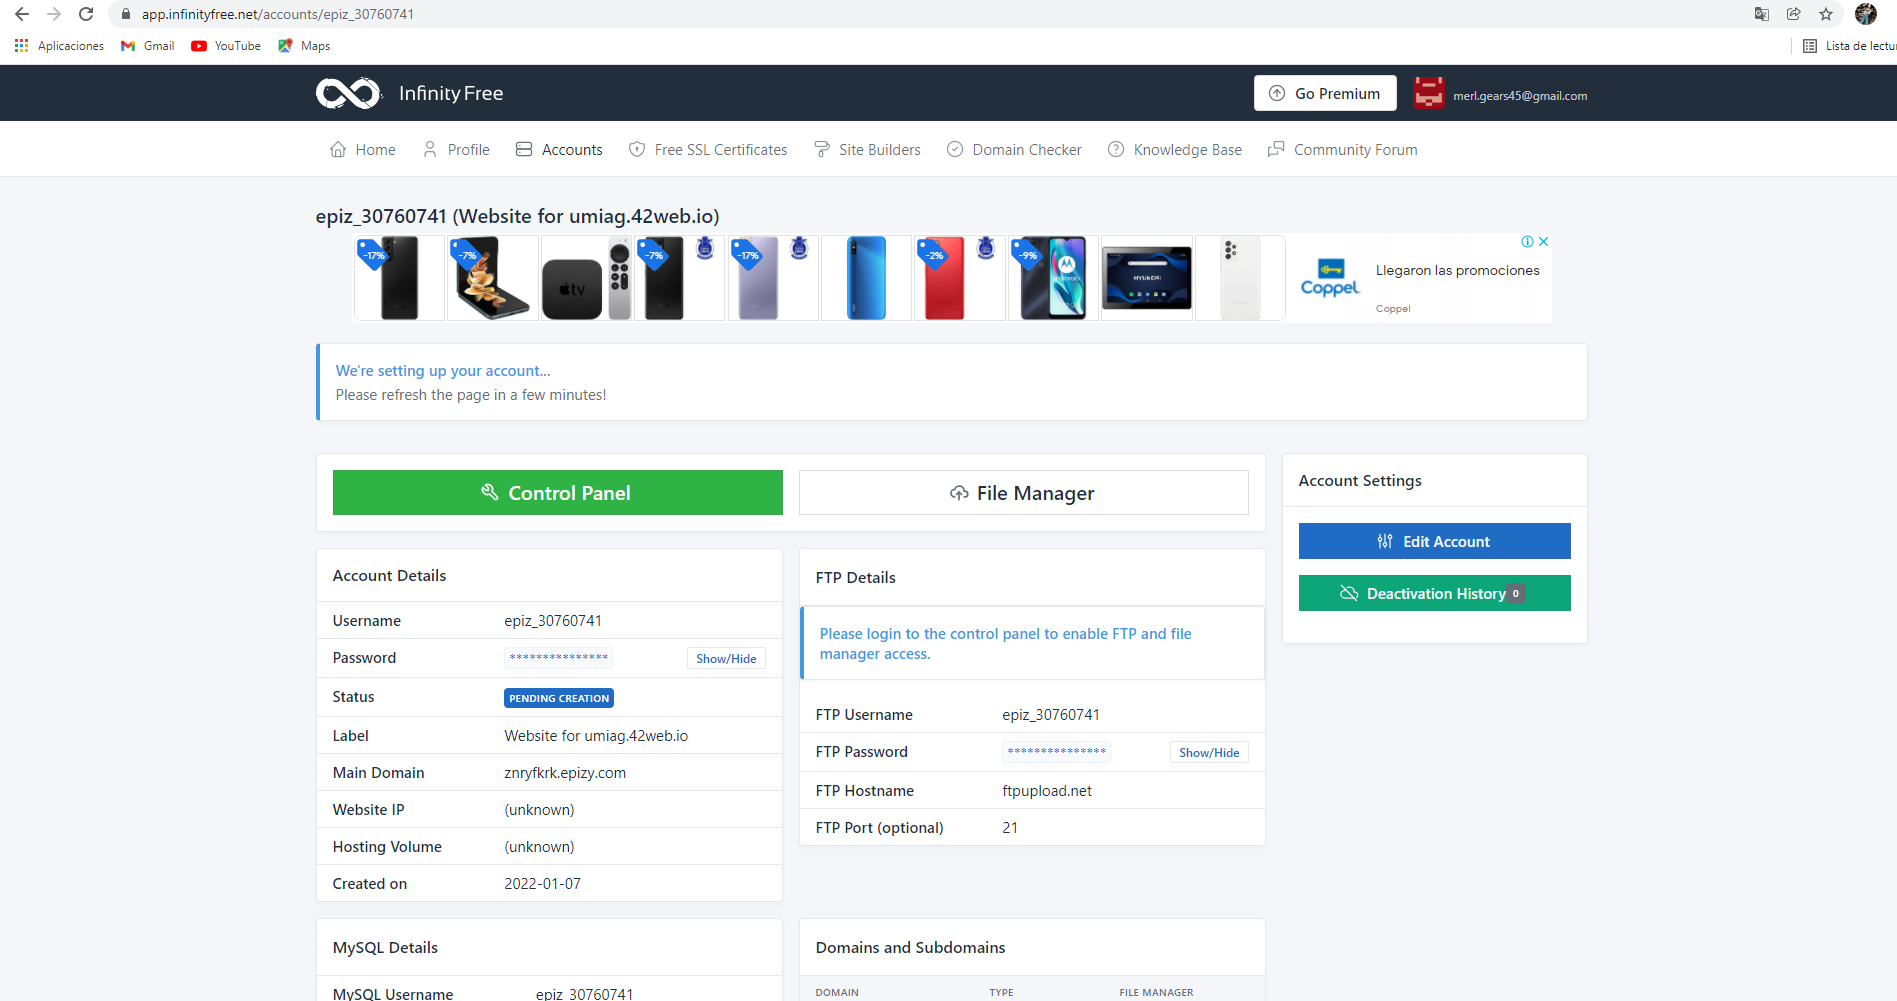 app.infinityfree.net/accounts/epiz_30760741
Aplicaciones Gmail YouTube Maps Lista de lectu
InfinityFree Go Premium merl.gears45@gmail.com
Home Profile Accounts Free SSL Certificates Site Builders Domain Checker Knowledge Base Community Forum
epiz_30760741 (Website for umiag.42web.io)
-17% -7% tv -7% -17% -2% -9% HYUNDAI
Llegaron las promociones
Coppel
Coppel
We're setting up your account...
Please refresh the page in a few minutes!
Control Panel File Manager
Account Settings
Edit Account
Deactivation History 0
Account Details
Username epiz_30760741
Password *************** Show/Hide
Status PENDING CREATION
Label Website for umiag.42web.io
Main Domain znryfkrk.epizy.com
Website IP (unknown)
Hosting Volume (unknown)
Created on 2022-01-07
FTP Details
Please login to the control panel to enable FTP and file
manager access.
FTP Username epiz_30760741
FTP Password *************** Show/Hide
FTP Hostname ftpupload.net
FTP Port (optional) 21
MySQL Details
MySQL Username epiz_30760741
Domains and Subdomains
DOMAIN TYPE FILE MANAGER